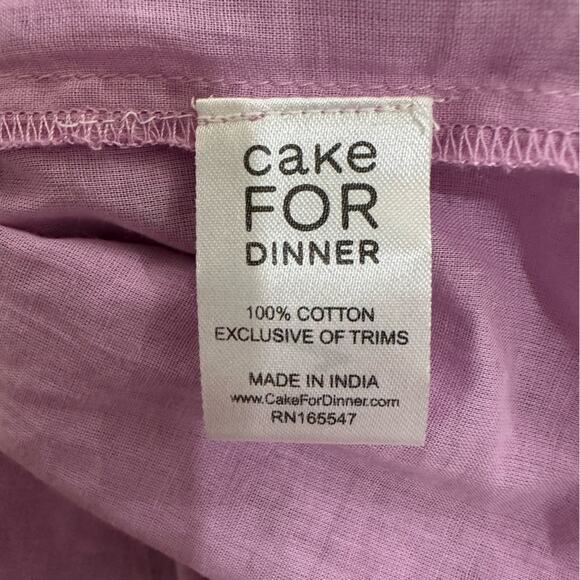 cake
FOR
DINNER
100% COTTON
EXCLUSIVE OF TRIMS
MADE IN INDIA
www.CakeForDinner.com
RN165547